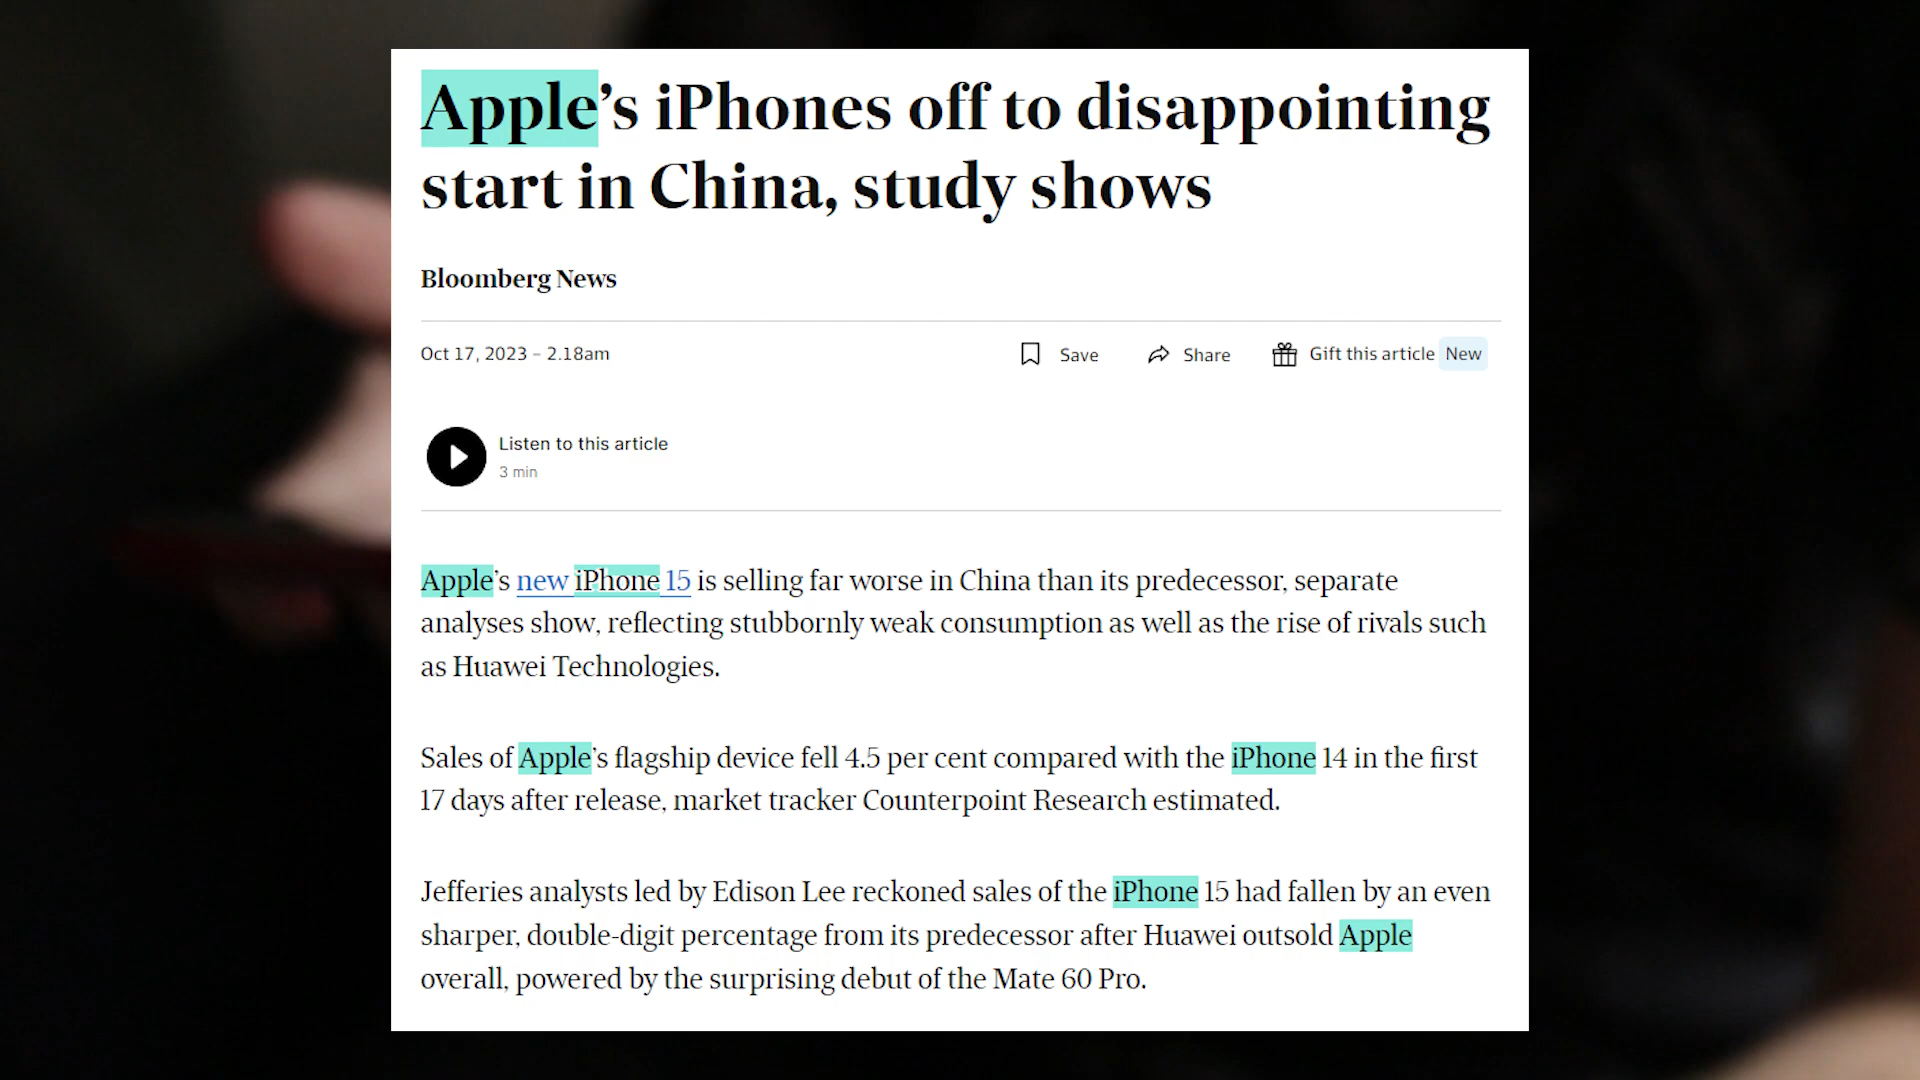 Apple’s iPhones off to disappointing
start in China, study shows
Bloomberg News
Oct 17, 2023 – 2.18am
Save
Share
Gift this article
New
Listen to this article
3 min
Apple’s new iPhone 15 is selling far worse in China than its predecessor, separate
analyses show, reflecting stubbornly weak consumption as well as the rise of rivals such
as Huawei Technologies.
Sales of Apple’s flagship device fell 4.5 per cent compared with the iPhone 14 in the first
17 days after release, market tracker Counterpoint Research estimated.
Jefferies analysts led by Edison Lee reckoned sales of the iPhone 15 had fallen by an even
sharper, double-digit percentage from its predecessor after Huawei outsold Apple
overall, powered by the surprising debut of the Mate 60 Pro.